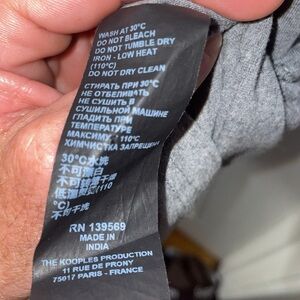 WASH AT 30°C
DO NOT BLEACH
DO NOT TUMBLE DRY
IRON - LOW HEAT
(110°C)
DO NOT DRY CLEAN
СТИРАТЬ ПРИ 30°C
НЕ ОТБЕЛИВАТЬ
НЕ СУШИТЬ В
СУШИЛЬНОЙ МАШИНЕ
ГЛАДИТЬ ПРИ
ТЕМПЕРАТУРЕ
МАКСИМУМ 110°C
ХИМЧИСТКА ЗАПРЕЩЕНА
30°C水洗
不可漂白
不可转笼干燥
低温熨烫(110
°C)
不可干洗
RN 139569
MADE IN
INDIA
THE KOOPLES PRODUCTION
11 RUE DE PRONY
75017 PARIS - FRANCE